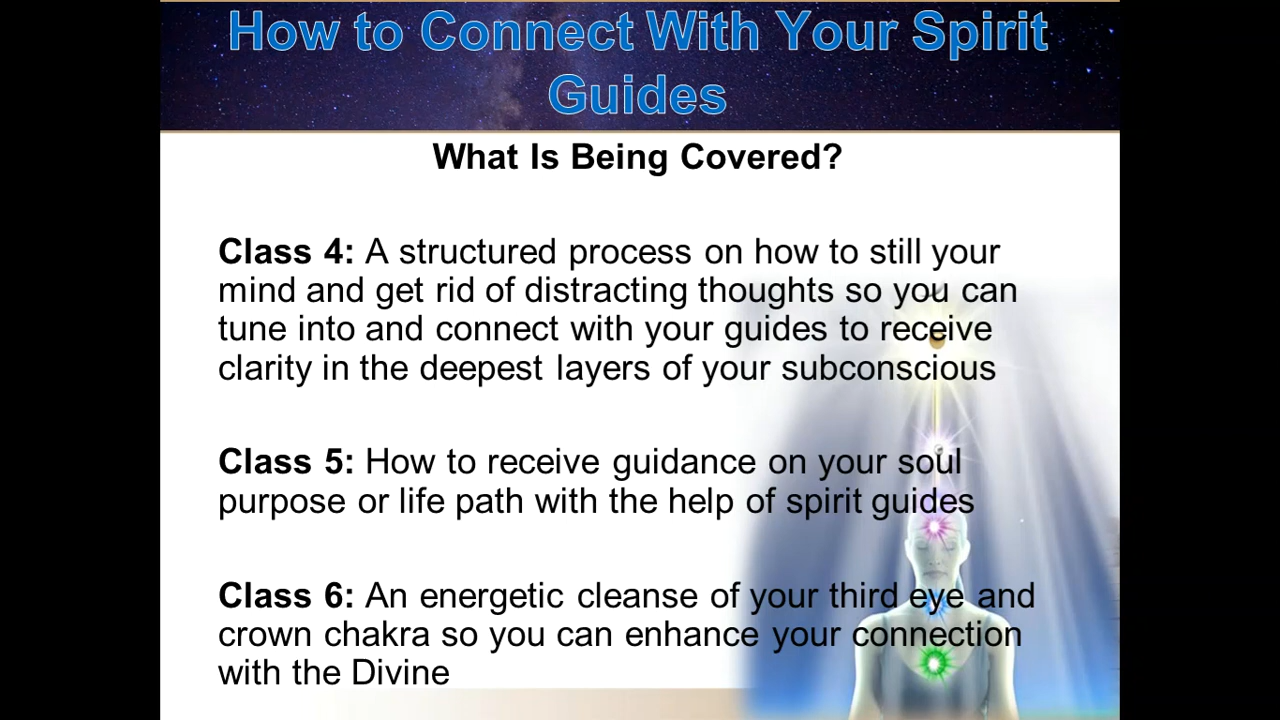 How to Connect With Your Spirit
Guides
What Is Being Covered?
Class 4: A structured process on how to still your
mind and get rid of distracting thoughts so you can
tune into and connect with your guides to receive
clarity in the deepest layers of your subconscious
Class 5: How to receive guidance on your soul
purpose or life path with the help of spirit guides
Class 6: An energetic cleanse of your third eye and
crown chakra so you can enhance your connection
with the Divine